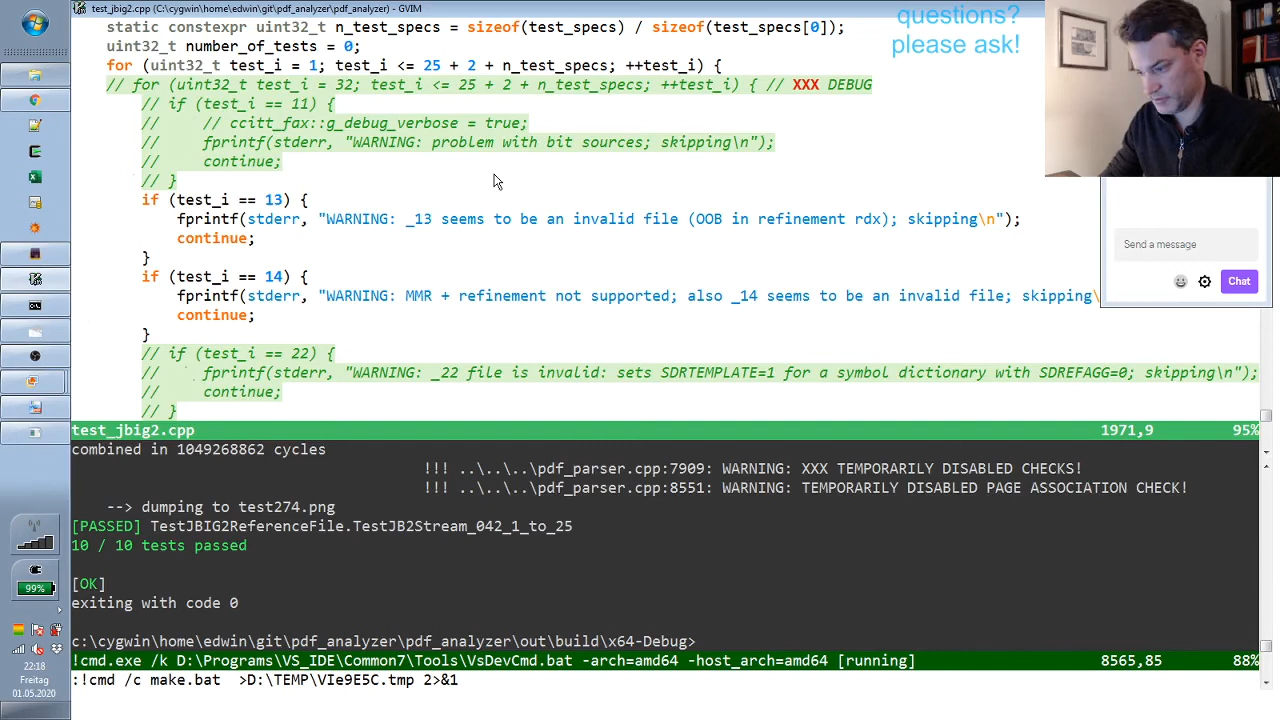 test_jbig2.cpp (C:\cygwin\home\edwin\git\pdf_analyzer\pdf_analyzer) - GVIM
static constexpr uint32_t n_test_specs = sizeof(test_specs) / sizeof(test_specs[0]);
uint32_t number_of_tests = 0;
for (uint32_t test_i = 1; test_i <= 25 + 2 + n_test_specs; ++test_i) {
// for (uint32_t test_i = 32; test_i <= 25 + 2 + n_test_specs; ++test_i) { // XXX DEBUG
// if (test_i == 11) {
//     // ccitt_fax::g_debug_verbose = true;
//     fprintf(stderr, "WARNING: problem with bit sources; skipping\n");
//     continue;
// }
if (test_i == 13) {
fprintf(stderr, "WARNING: _13 seems to be an invalid file (OOB in refinement rdx); skipping\n");
continue;
}
if (test_i == 14) {
fprintf(stderr, "WARNING: MMR + refinement not supported; also _14 seems to be an invalid file; skipping\
continue;
}
// if (test_i == 22) {
//     fprintf(stderr, "WARNING: _22 file is invalid: sets SDRTEMPLATE=1 for a symbol dictionary with SDREFAGG=0; skipping\n");
//     continue;
// }
test_jbig2.cpp 1971,9 95%
combined in 1049268862 cycles
!!! ..\..\..\pdf_parser.cpp:7909: WARNING: XXX TEMPORARILY DISABLED CHECKS!
!!! ..\..\..\pdf_parser.cpp:8551: WARNING: TEMPORARILY DISABLED PAGE ASSOCIATION CHECK!
--> dumping to test274.png
[PASSED] TestJBIG2ReferenceFile.TestJB2Stream_042_1_to_25
10 / 10 tests passed
[OK]
exiting with code 0
c:\cygwin\home\edwin\git\pdf_analyzer\pdf_analyzer\out\build\x64-Debug>
!cmd.exe /k D:\Programs\VS_IDE\Common7\Tools\VsDevCmd.bat -arch=amd64 -host_arch=amd64 [running] 8565,85 88%
:!cmd /c make.bat  >D:\TEMP\VIe9E5C.tmp 2>&1
questions?
please ask!
Send a message
Chat
99%
22:18
Freitag
01.05.2020